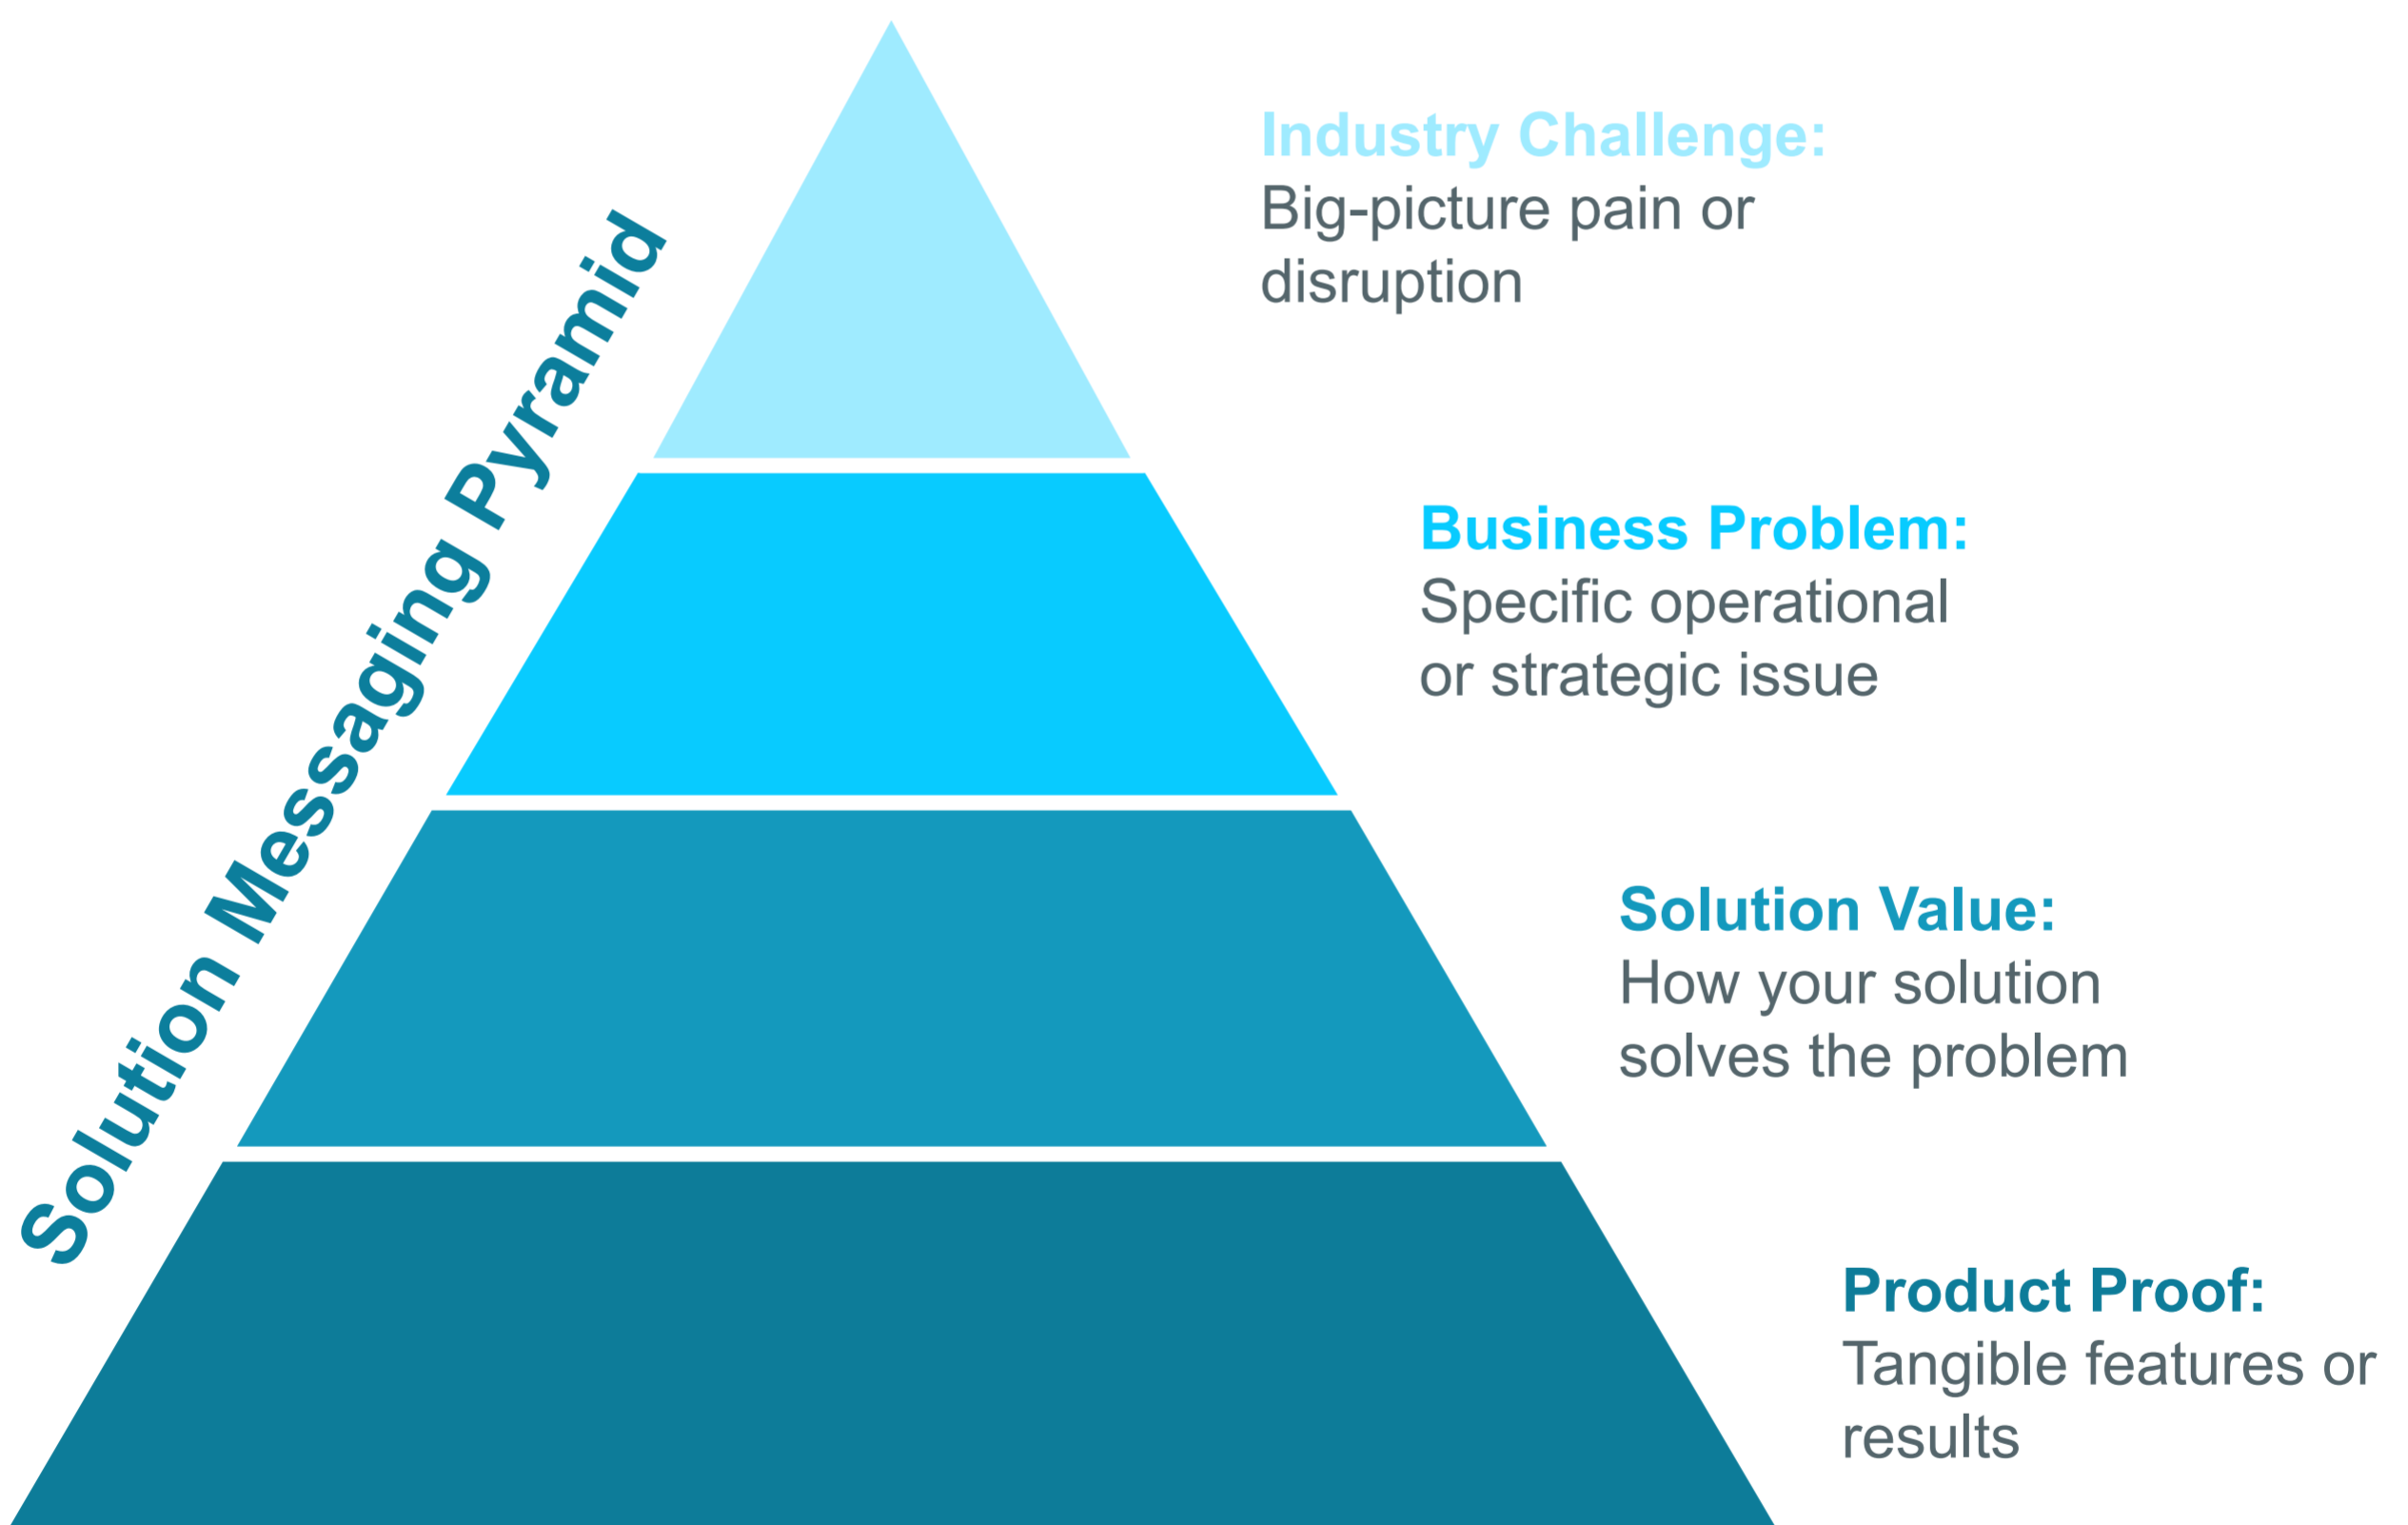 Solution Messaging Pyramid
Industry Challenge:
Big-picture pain or
disruption
Business Problem:
Specific operational
or strategic issue
Solution Value:
How your solution
solves the problem
Product Proof:
Tangible features or
results